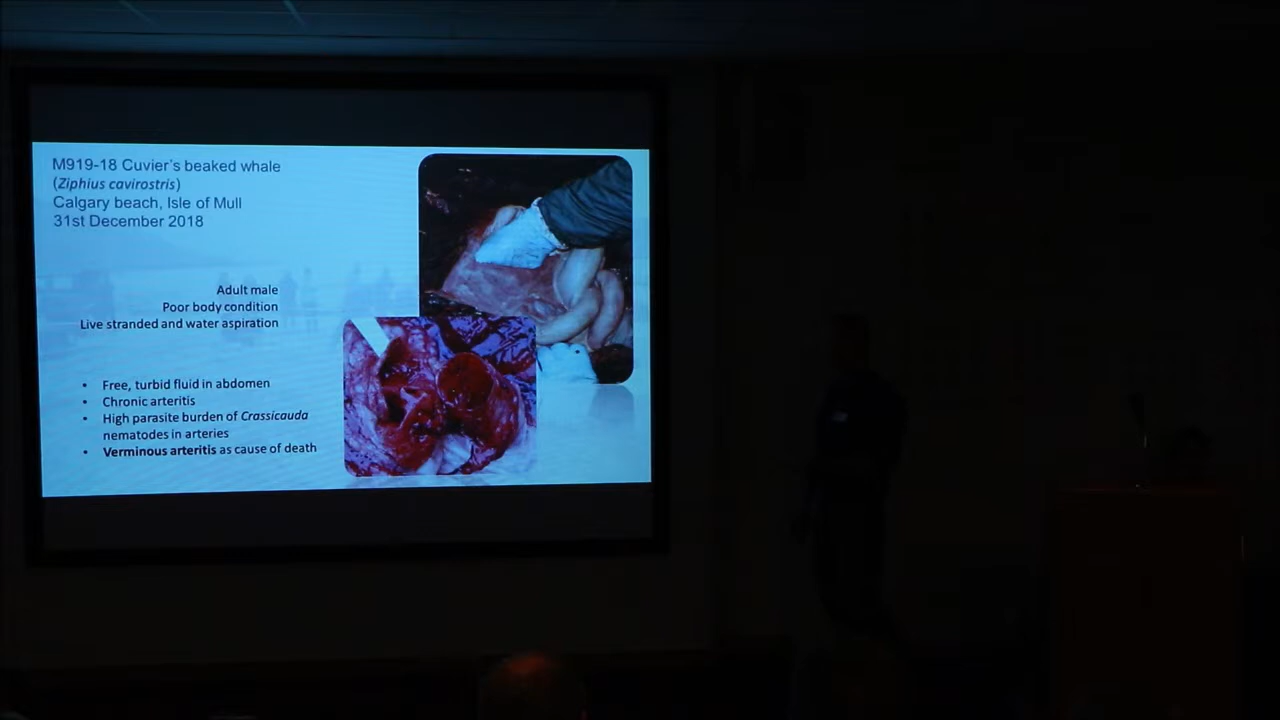 M919-18 Cuvier's beaked whale
(Ziphius cavirostris)
Calgary beach, Isle of Mull
31st December 2018
Adult male
Poor body condition
Live stranded and water aspiration
• Free, turbid fluid in abdomen
• Chronic arteritis
• High parasite burden of Crassicauda
nematodes in arteries
• Verminous arteritis as cause of death